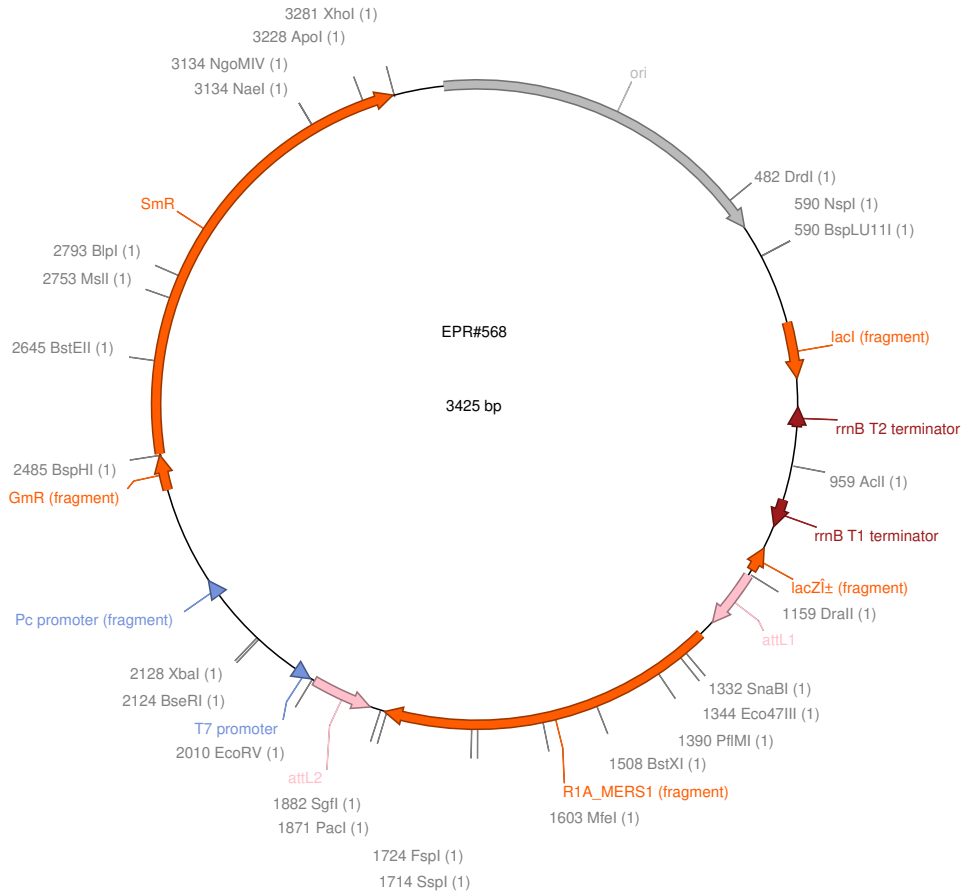 3281 XhoI (1)
3228 ApoI (1)
3134 NgoMIV (1)
3134 NaeI (1)
ori
482 DrdI (1)
590 NspI (1)
590 BspLU11I (1)
SmR
2793 BlpI (1)
2753 MslI (1)
2645 BstEII (1)
EPR#568
3425 bp
lacI (fragment)
rrnB T2 terminator
959 AclI (1)
rrnB T1 terminator
2485 BspHI (1)
GmR (fragment)
lacZÎ± (fragment)
1159 DraII (1)
attL1
Pc promoter (fragment)
2128 XbaI (1)
2124 BseRI (1)
T7 promoter
2010 EcoRV (1)
attL2
1882 SgfI (1)
1871 PacI (1)
1724 FspI (1)
1714 SspI (1)
1332 SnaBI (1)
1344 Eco47III (1)
1390 PflMI (1)
1508 BstXI (1)
R1A_MERS1 (fragment)
1603 MfeI (1)